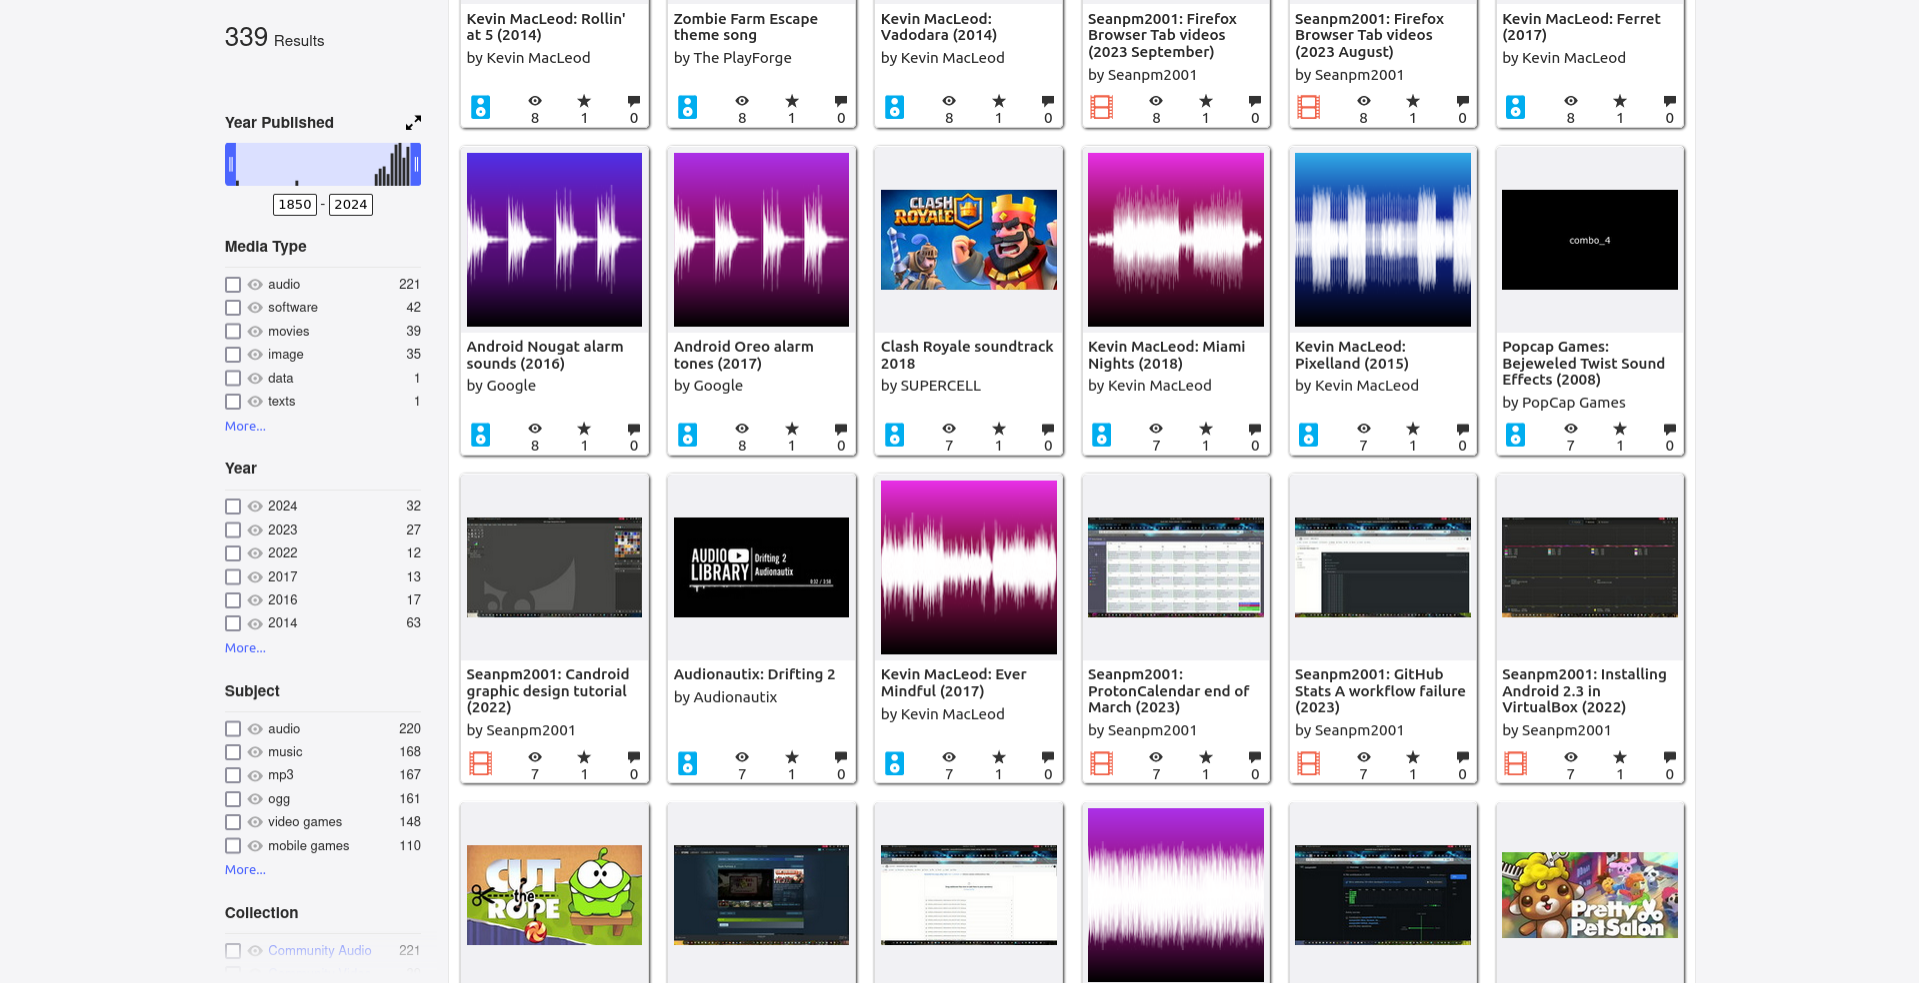 339 Results
Year Published
1850 - 2024
Media Type
audio 221
software 42
movies 39
image 35
data 1
texts 1
More...
Year
2024 32
2023 27
2022 12
2017 13
2016 17
2014 63
More...
Subject
audio 220
music 168
mp3 167
ogg 161
video games 148
mobile games 110
More...
Collection
Community Audio 221
Kevin MacLeod: Rollin'
at 5 (2014)
by Kevin MacLeod
8 1 0
Zombie Farm Escape
theme song
by The PlayForge
8 1 0
Kevin MacLeod:
Vadodara (2014)
by Kevin MacLeod
8 1 0
Seanpm2001: Firefox
Browser Tab videos
(2023 September)
by Seanpm2001
8 1 0
Seanpm2001: Firefox
Browser Tab videos
(2023 August)
by Seanpm2001
8 1 0
Kevin MacLeod: Ferret
(2017)
by Kevin MacLeod
8 1 0
Android Nougat alarm
sounds (2016)
by Google
8 1 0
Android Oreo alarm
tones (2017)
by Google
8 1 0
CLASH
ROYALE
Clash Royale soundtrack
2018
by SUPERCELL
7 1 0
Kevin MacLeod: Miami
Nights (2018)
by Kevin MacLeod
7 1 0
Kevin MacLeod:
Pixelland (2015)
by Kevin MacLeod
7 1 0
combo_4
Popcap Games:
Bejeweled Twist Sound
Effects (2008)
by PopCap Games
7 1 0
Seanpm2001: Candroid
graphic design tutorial
(2022)
by Seanpm2001
7 1 0
AUDIO
LIBRARY
Drifting 2
Audionautix
Audionautix: Drifting 2
by Audionautix
7 1 0
Kevin MacLeod: Ever
Mindful (2017)
by Kevin MacLeod
7 1 0
Seanpm2001:
ProtonCalendar end of
March (2023)
by Seanpm2001
7 1 0
Seanpm2001: GitHub
Stats A workflow failure
(2023)
by Seanpm2001
7 1 0
Seanpm2001: Installing
Android 2.3 in
VirtualBox (2022)
by Seanpm2001
7 1 0
CUT
the
ROPE
Pretty
Pet Salon